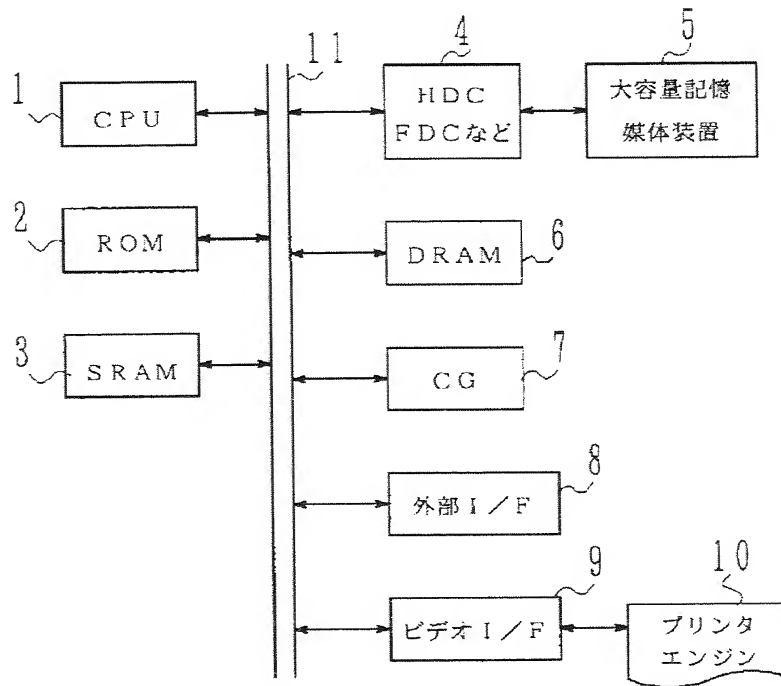 1
CPU
2
ROM
3
SRAM
11
4
HDC
FDCなど
5
大容量記憶
媒体装置
6
DRAM
7
CG
8
外部I/F
9
ビデオI/F
10
プリンタ
エンジン